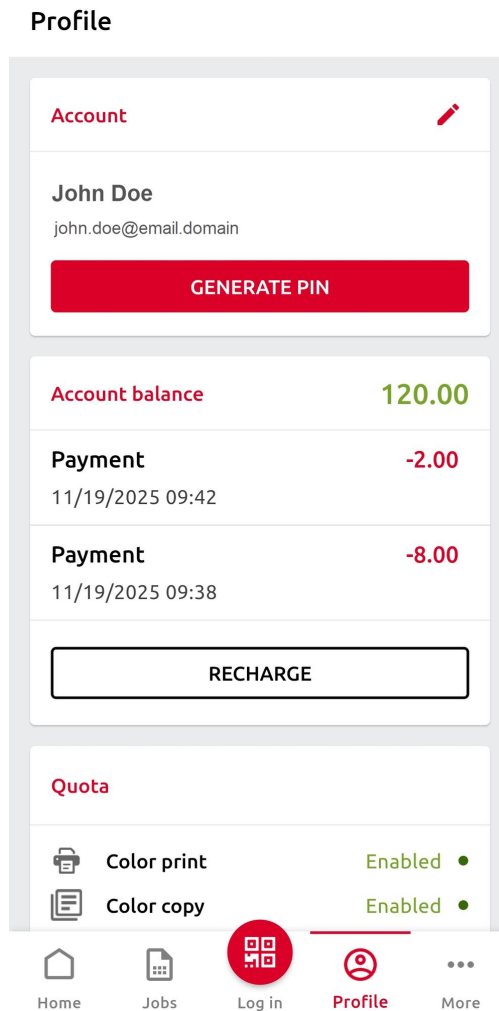 Profile
Account
John Doe
john.doe@email.domain
GENERATE PIN
Account balance 120.00
Payment -2.00
11/19/2025 09:42
Payment -8.00
11/19/2025 09:38
RECHARGE
Quota
Color print Enabled
Color copy Enabled
Home Jobs Log in Profile More